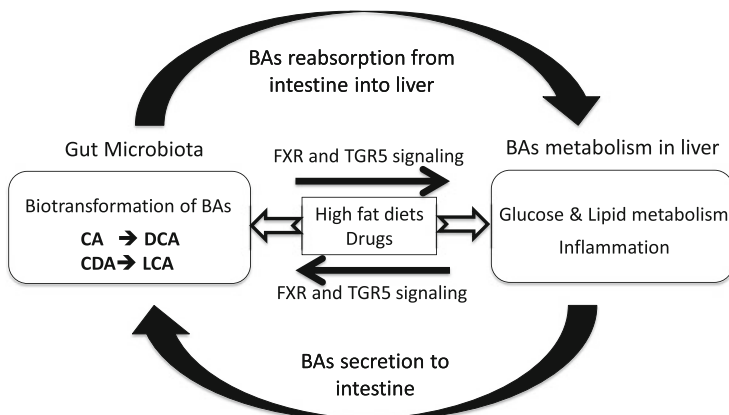 BAs reabsorption from
intestine into liver
Gut Microbiota
FXR and TGR5 signaling
BAs metabolism in liver
Biotransformation of BAs
CA ➔ DCA
CDA➔ LCA
High fat diets
Drugs
Glucose & Lipid metabolism
Inflammation
FXR and TGR5 signaling
BAs secretion to
intestine